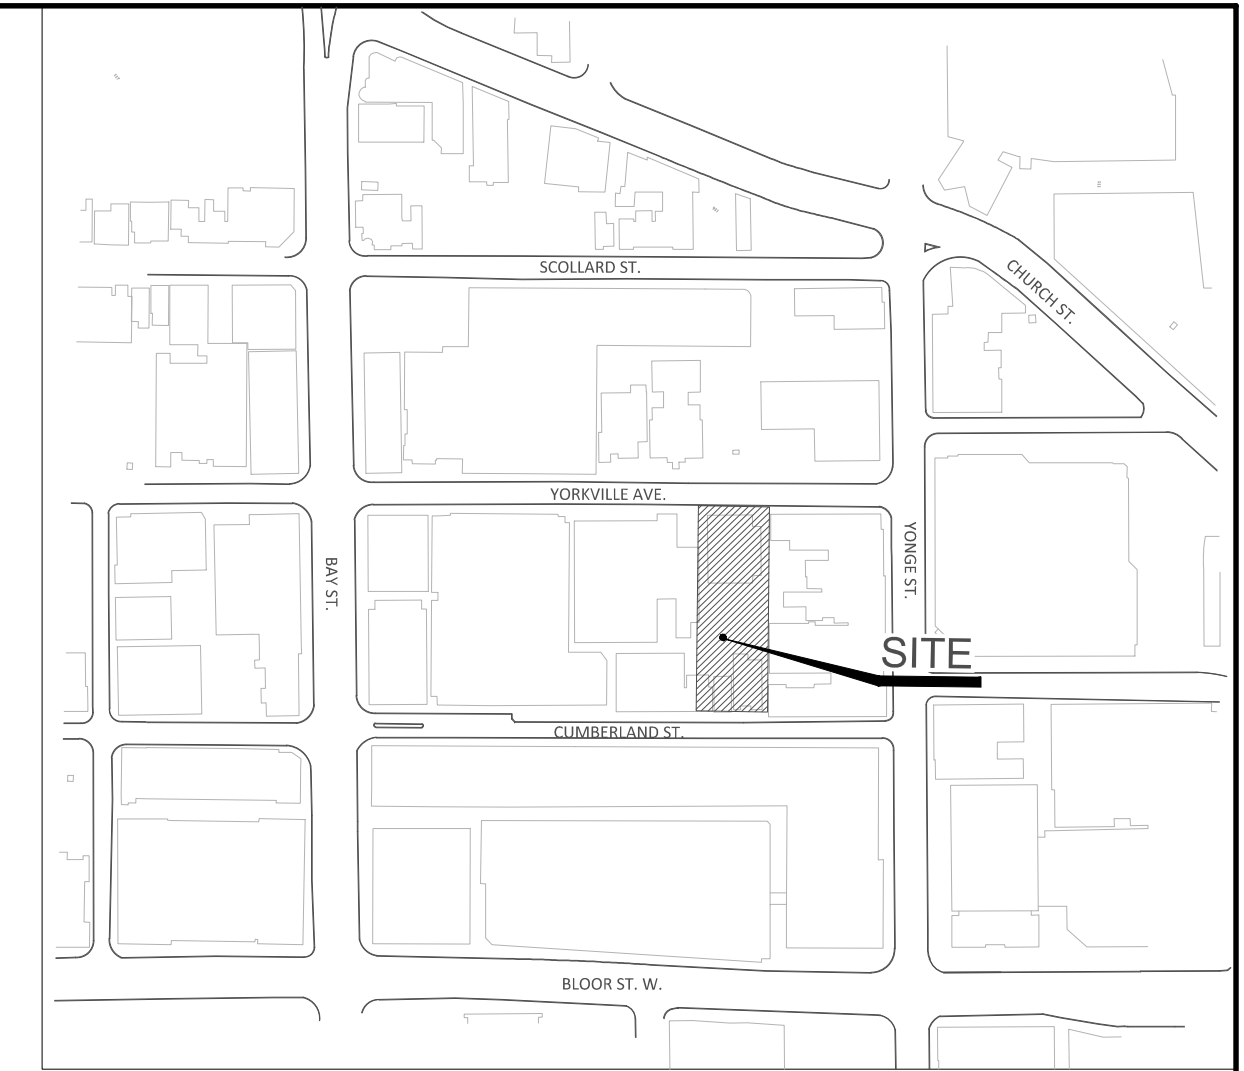 SCOLLARD ST.
CHURCH ST.
YORKVILLE AVE.
BAY ST.
YONGE ST.
SITE
CUMBERLAND ST.
BLOOR ST. W.